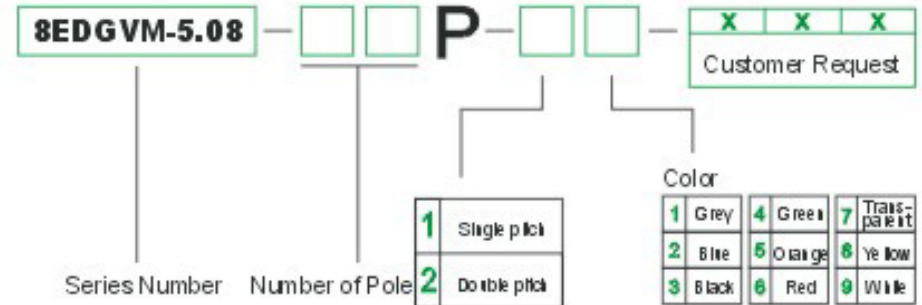 8EDGVM-5.08 — P — — X X X
Customer Request
Color
1 Grey 4 Green 7 Trans-
parent
1 Single pitch
2 Blue 5 Orange 8 Yellow
Series Number Number of Pole 2 Double pitch
3 Black 6 Red 9 White